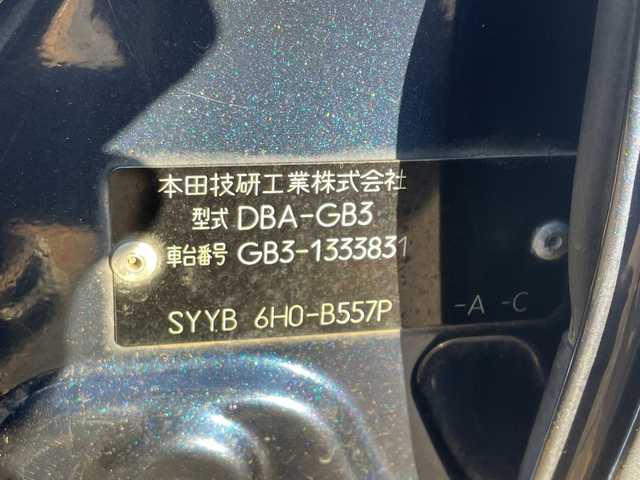 本田技研工業株式会社
型式 DBA-GB3
車台番号 GB3-1333831
SYYB 6H0-B557P -A -C